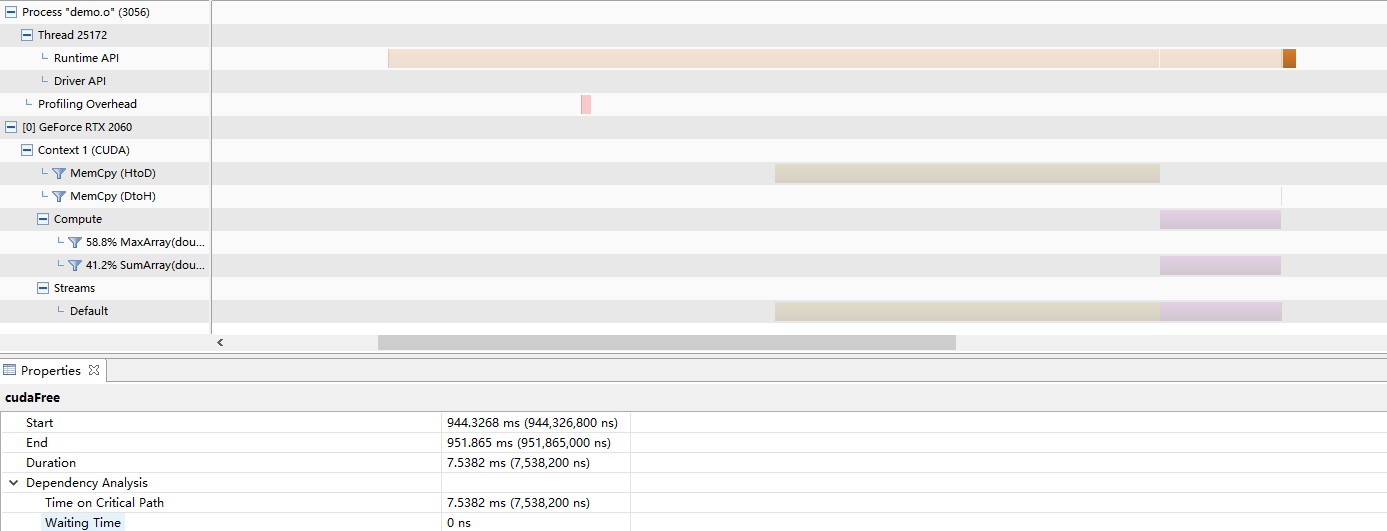 Process "demo.o" (3056)
Thread 25172
Runtime API
Driver API
Profiling Overhead
[0] GeForce RTX 2060
Context 1 (CUDA)
MemCpy (HtoD)
MemCpy (DtoH)
Compute
58.8% MaxArray(dou...
41.2% SumArray(dou...
Streams
Default
Properties
cudaFree
Start 944.3268 ms (944,326,800 ns)
End 951.865 ms (951,865,000 ns)
Duration 7.5382 ms (7,538,200 ns)
Dependency Analysis
Time on Critical Path 7.5382 ms (7,538,200 ns)
Waiting Time 0 ns